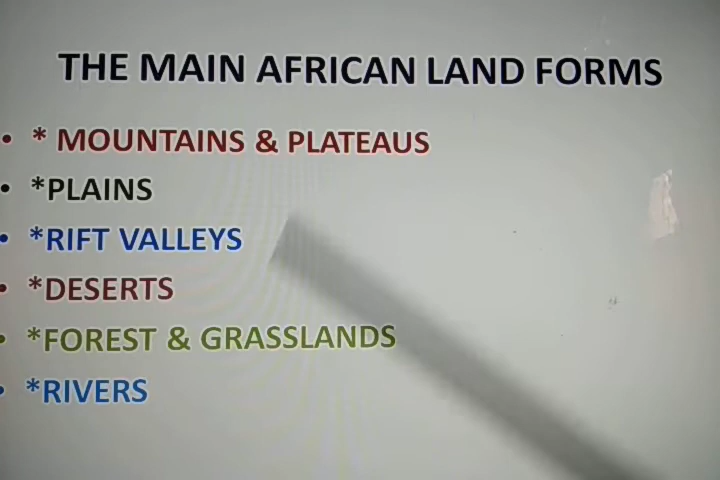 THE MAIN AFRICAN LAND FORMS
• * MOUNTAINS & PLATEAUS
• *PLAINS
• *RIFT VALLEYS
• *DESERTS
• *FOREST & GRASSLANDS
• *RIVERS